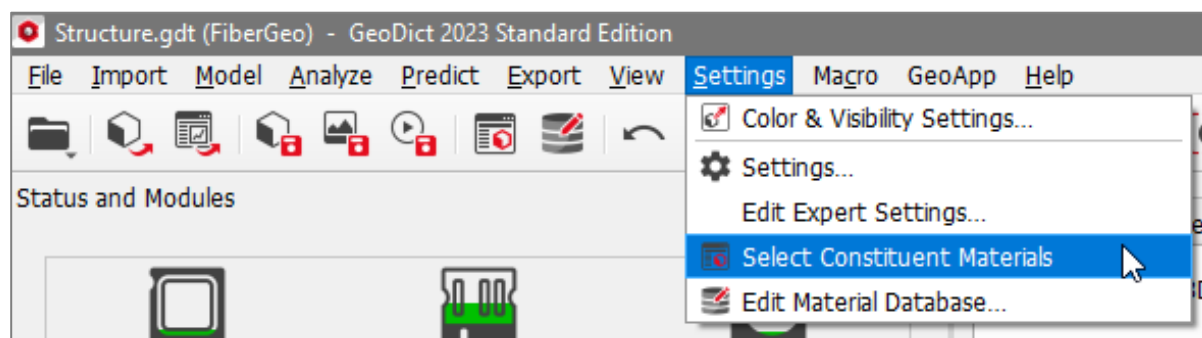 Structure.gdt (FiberGeo) - GeoDict 2023 Standard Edition
File Import Model Analyze Predict Export View Settings Macro GeoApp Help
Color & Visibility Settings...
Settings...
Edit Expert Settings...
Select Constituent Materials
Edit Material Database...
Status and Modules